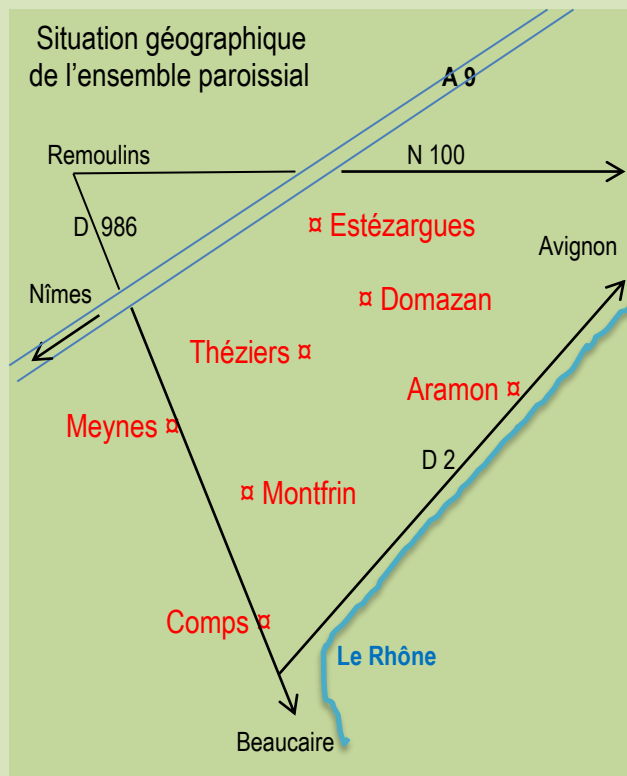 Situation géographique
de l'ensemble paroissial
A 9
Remoulins
N 100
D 986
¤ Estézargues
Avignon
Nîmes
¤ Domazan
Théziers ¤
Aramon ¤
Meynes ¤
D 2
¤ Montfrin
Comps ¤
Le Rhône
Beaucaire